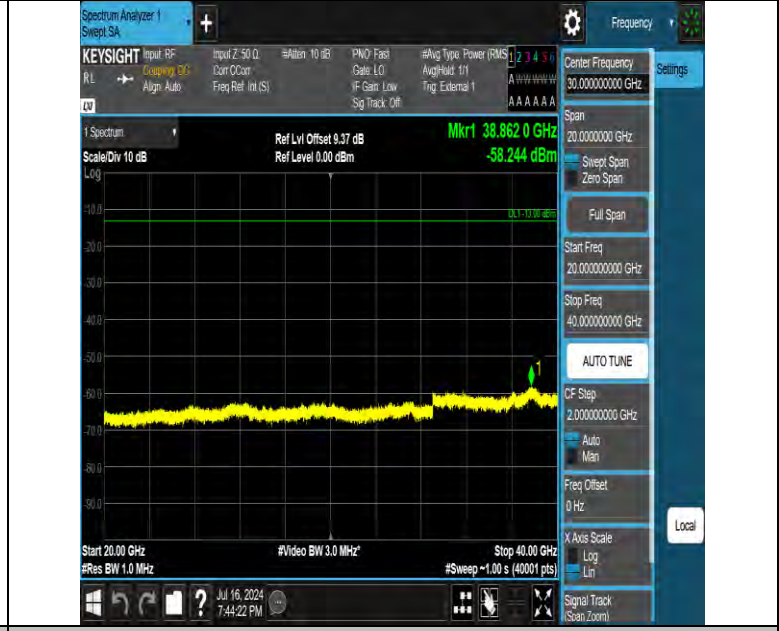 Spectrum Analyzer 1
Swept SA
+
Frequency
KEYSIGHT
RL
Input: RF
Coupling: DC
Align: Auto
Input Z: 50 Ω
Corr CCorr
Freq Ref: Int (S)
#Atten: 10 dB
PNO: Fast
Gate: LO
IF Gain: Low
Sig Track: Off
#Avg Type: Power (RMS
Avg|Hold: 1/1
Trig: External 1
1 2 3 4 5 6
A W W W W W
A A A A A A
LXI
1 Spectrum
Scale/Div 10 dB
Log
Ref Lvl Offset 9.37 dB
Ref Level 0.00 dBm
Mkr1 38.862 0 GHz
-58.244 dBm
DL1 -13.00 dBm
-10.0
-20.0
-30.0
-40.0
-50.0
-60.0
-70.0
-80.0
-90.0
1
Start 20.00 GHz
#Res BW 1.0 MHz
#Video BW 3.0 MHz*
Stop 40.00 GHz
#Sweep ~1.00 s (40001 pts)
?
Jul 16, 2024
7:44:22 PM
Center Frequency
30.000000000 GHz
Span
20.0000000 GHz
Swept Span
Zero Span
Full Span
Start Freq
20.000000000 GHz
Stop Freq
40.000000000 GHz
AUTO TUNE
CF Step
2.000000000 GHz
Auto
Man
Freq Offset
0 Hz
X Axis Scale
Log
Lin
Signal Track
(Span Zoom)
Settings
Local